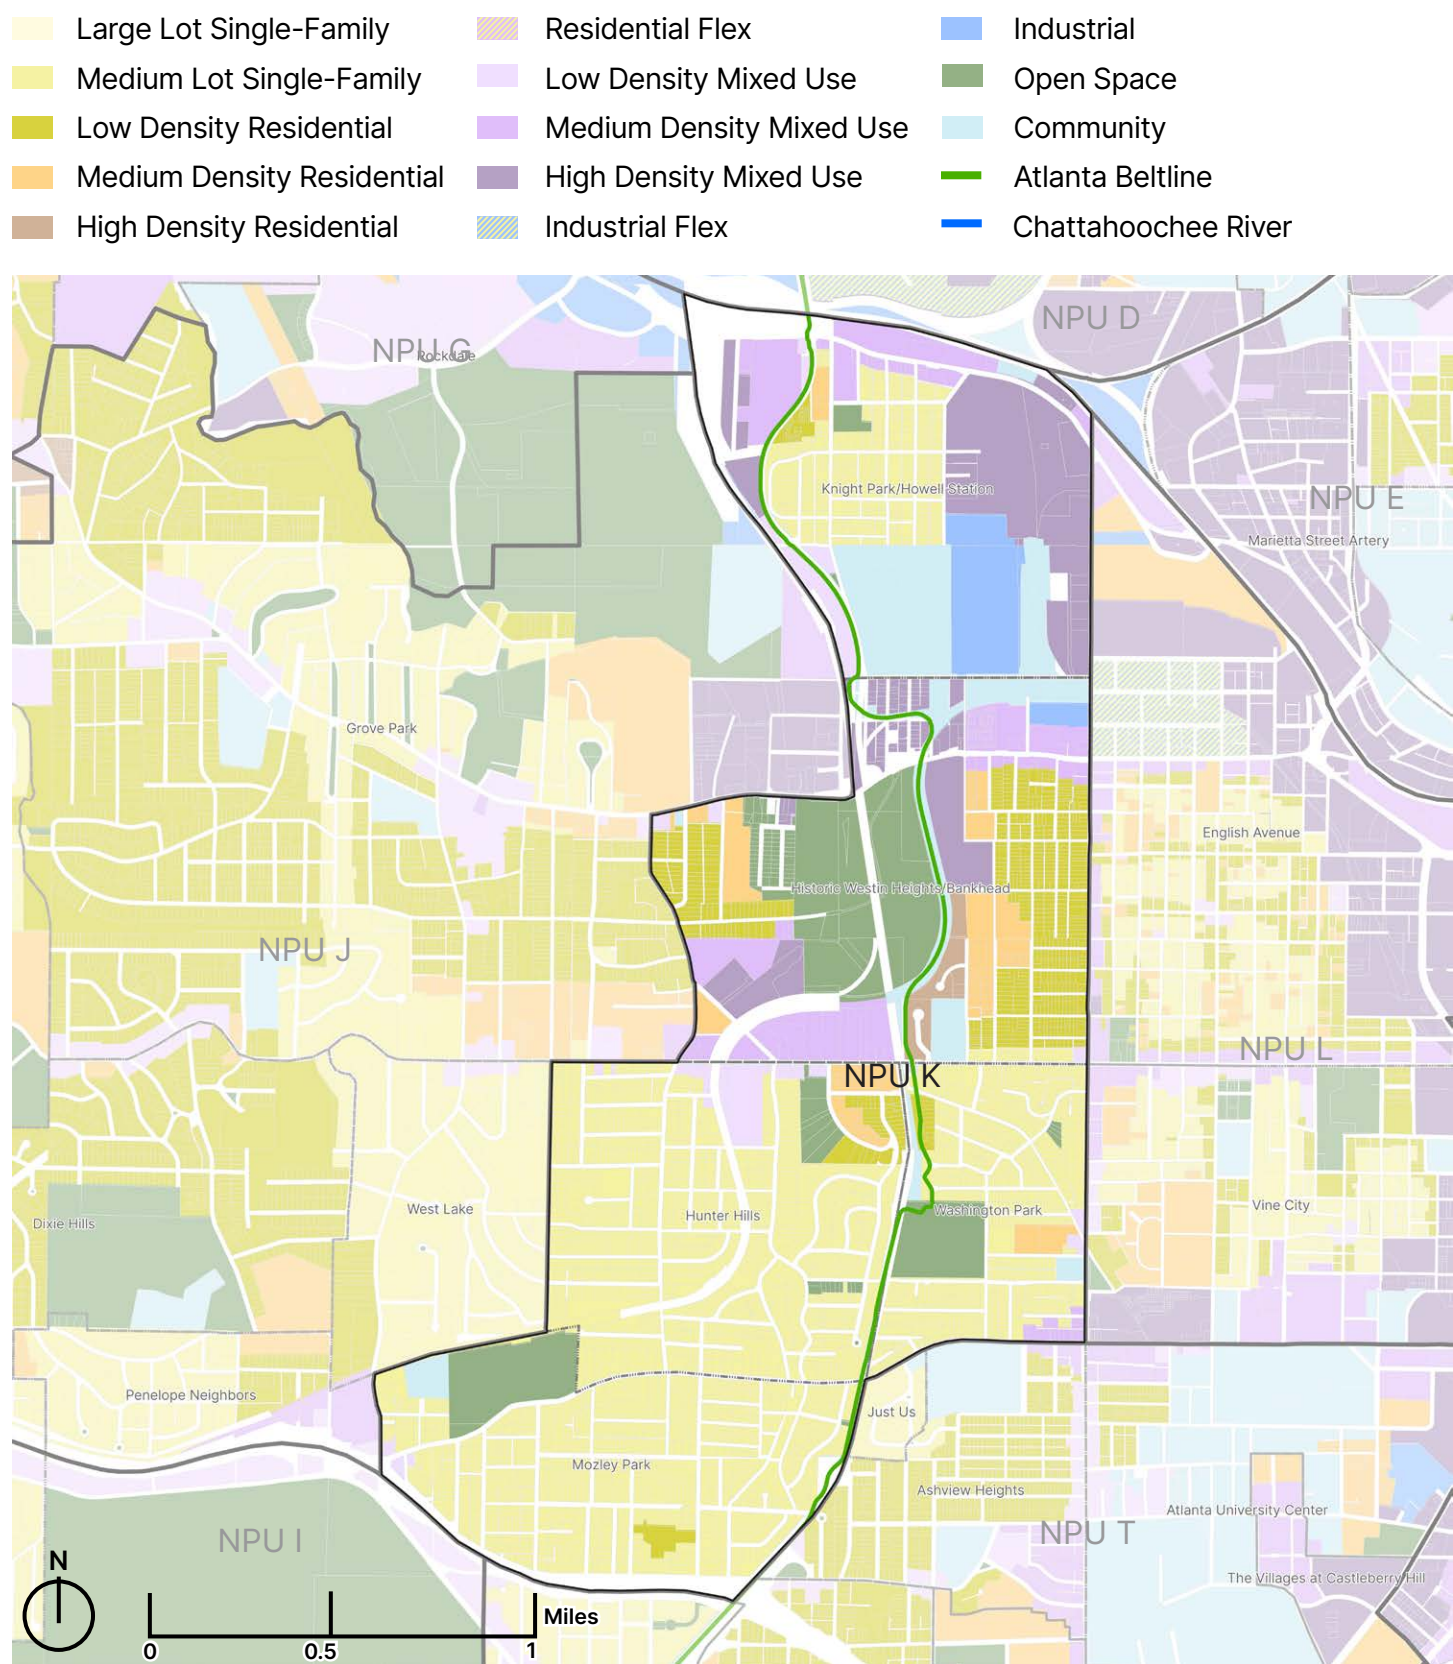 Large Lot Single-Family
Medium Lot Single-Family
Low Density Residential
Medium Density Residential
High Density Residential
Residential Flex
Low Density Mixed Use
Medium Density Mixed Use
High Density Mixed Use
Industrial Flex
Industrial
Open Space
Community
Atlanta Beltline
Chattahoochee River
NPU D
NPU G
Rockdale
Knight Park/Howell Station
NPU E
Marietta Street Artery
Grove Park
English Avenue
Historic Westin Heights/Bankhead
NPU J
NPU L
NPU K
West Lake
Hunter Hills
Washington Park
Vine City
Dixie Hills
Penelope Neighbors
Just Us
Mozley Park
Ashview Heights
Atlanta University Center
NPU I
NPU T
The Villages at Castleberry Hill
N
Miles
0
0.5
1